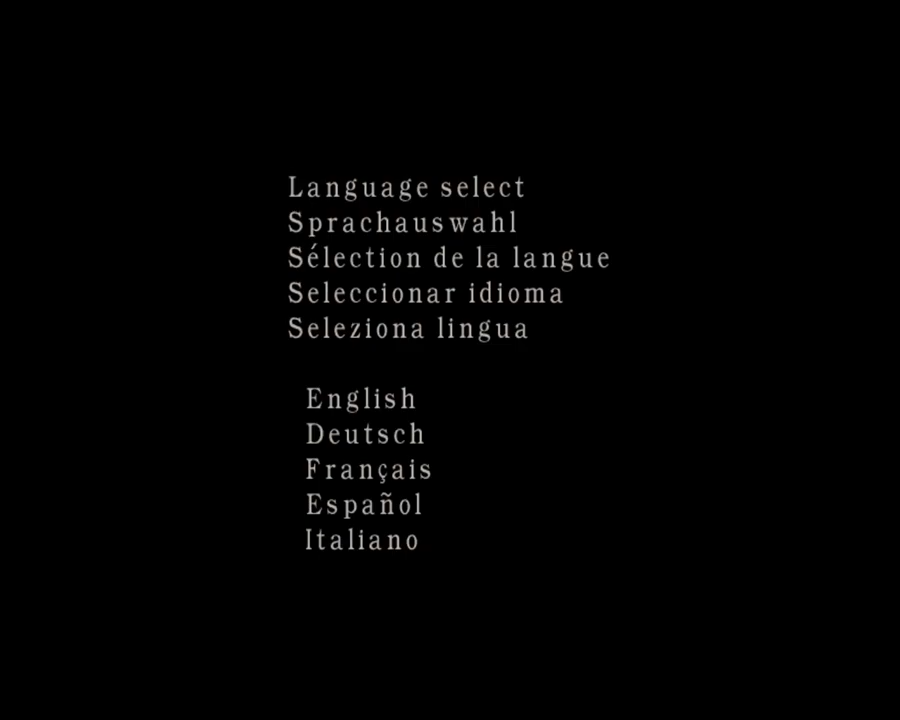 Language select
Sprachauswahl
Sélection de la langue
Seleccionar idioma
Seleziona lingua
English
Deutsch
Français
Español
Italiano